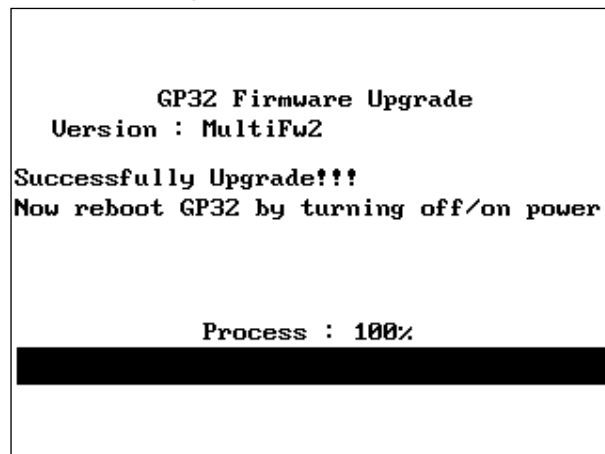 GP32 Firmware Upgrade
Version : MultiFw2
Successfully Upgrade!!!
Now reboot GP32 by turning off/on power
Process : 100%